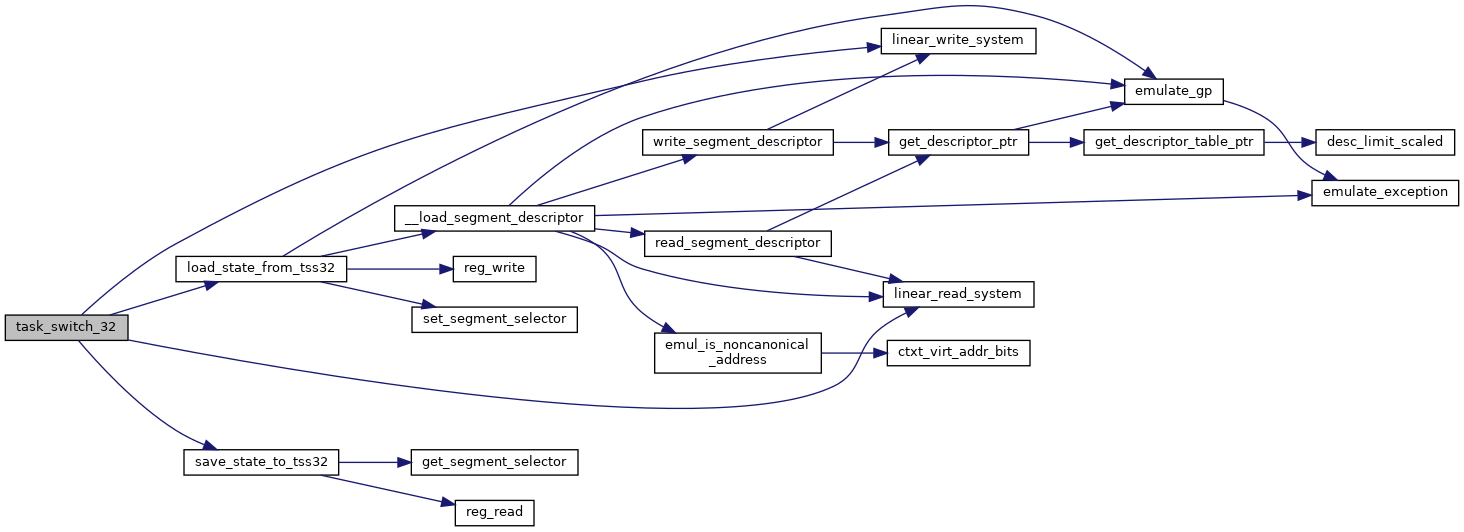 linear_write_system
emulate_gp
write_segment_descriptor
get_descriptor_ptr
get_descriptor_table_ptr
desc_limit_scaled
emulate_exception
__load_segment_descriptor
read_segment_descriptor
load_state_from_tss32
reg_write
linear_read_system
set_segment_selector
task_switch_32
emul_is_noncanonical
_address
ctxt_virt_addr_bits
save_state_to_tss32
get_segment_selector
reg_read